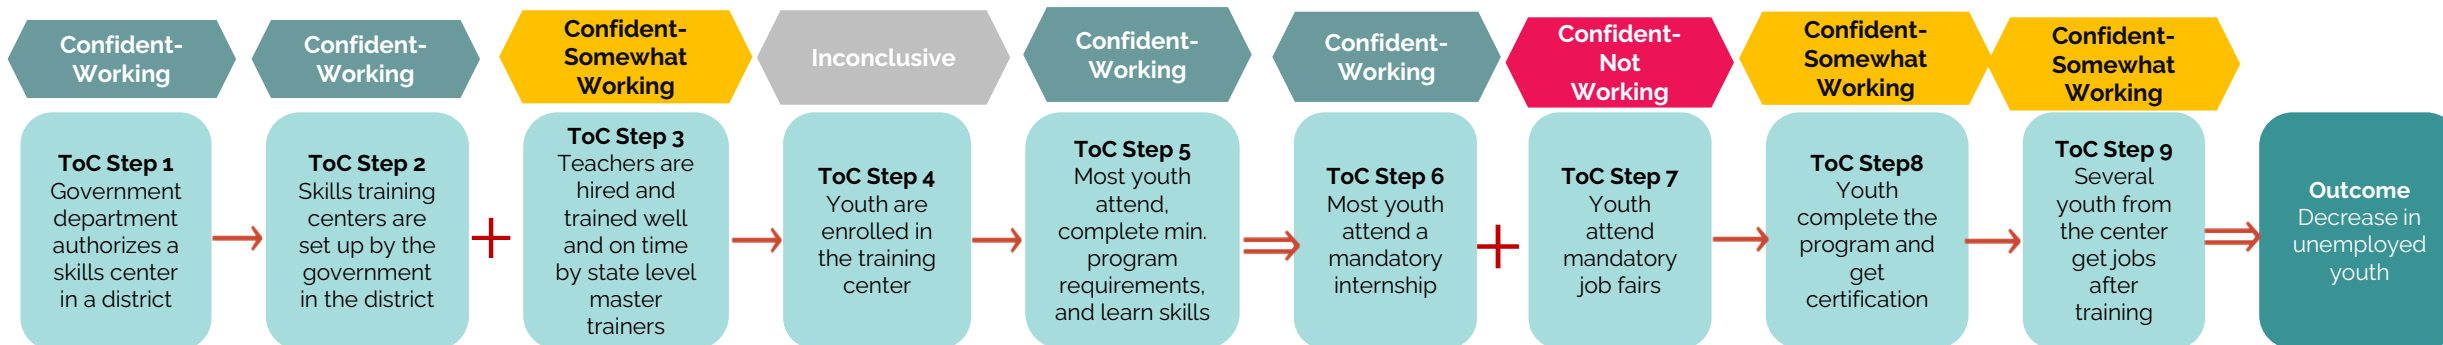 Confident-
Working
Confident-
Working
Confident-
Somewhat
Working
Inconclusive
Confident-
Working
Confident-
Working
Confident-
Not
Working
Confident-
Somewhat
Working
Confident-
Somewhat
Working
ToC Step 1
Government
department
authorizes a
skills center
in a district
ToC Step 2
Skills training
centers are
set up by the
government
in the district
+
ToC Step 3
Teachers are
hired and
trained well
and on time
by state level
master
trainers
ToC Step 4
Youth are
enrolled in
the training
center
ToC Step 5
Most youth
attend,
complete min.
program
requirements,
and learn skills
ToC Step 6
Most youth
attend a
mandatory
internship
+
ToC Step 7
Youth
attend
mandatory
job fairs
ToC Step8
Youth
complete the
program and
get
certification
ToC Step 9
Several
youth from
the center
get jobs
after
training
Outcome
Decrease in
unemployed
youth